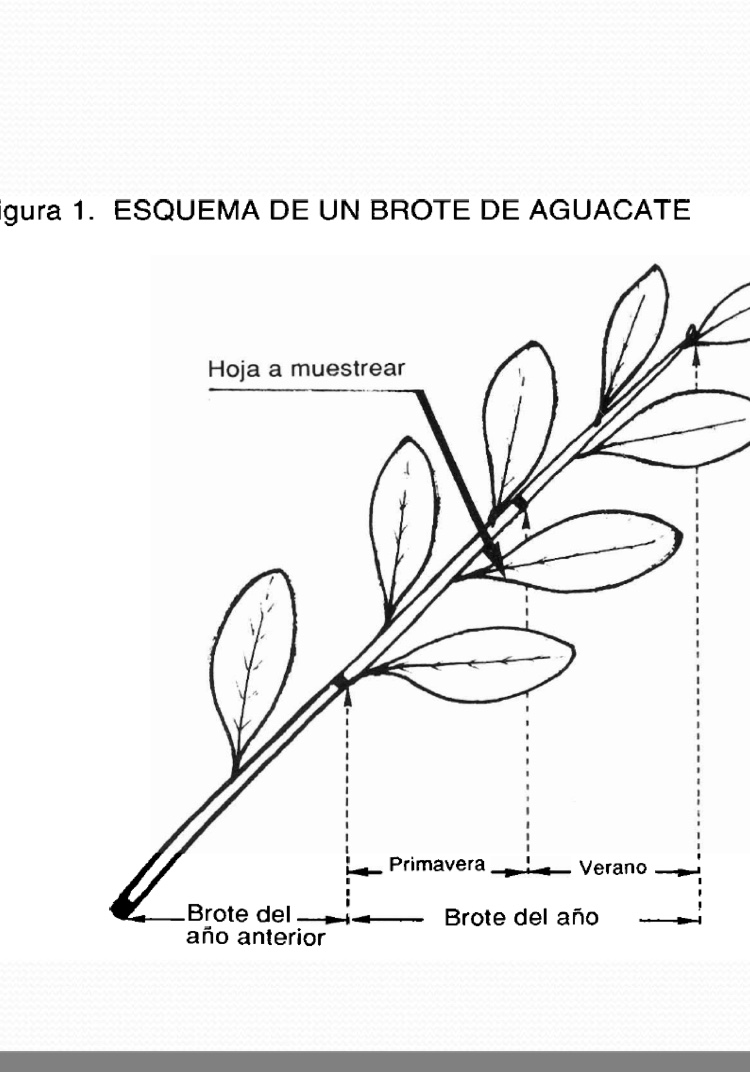 igura 1. ESQUEMA DE UN BROTE DE AGUACATE
Hoja a muestrear
Primavera
Verano
Brote del
año anterior
Brote del año